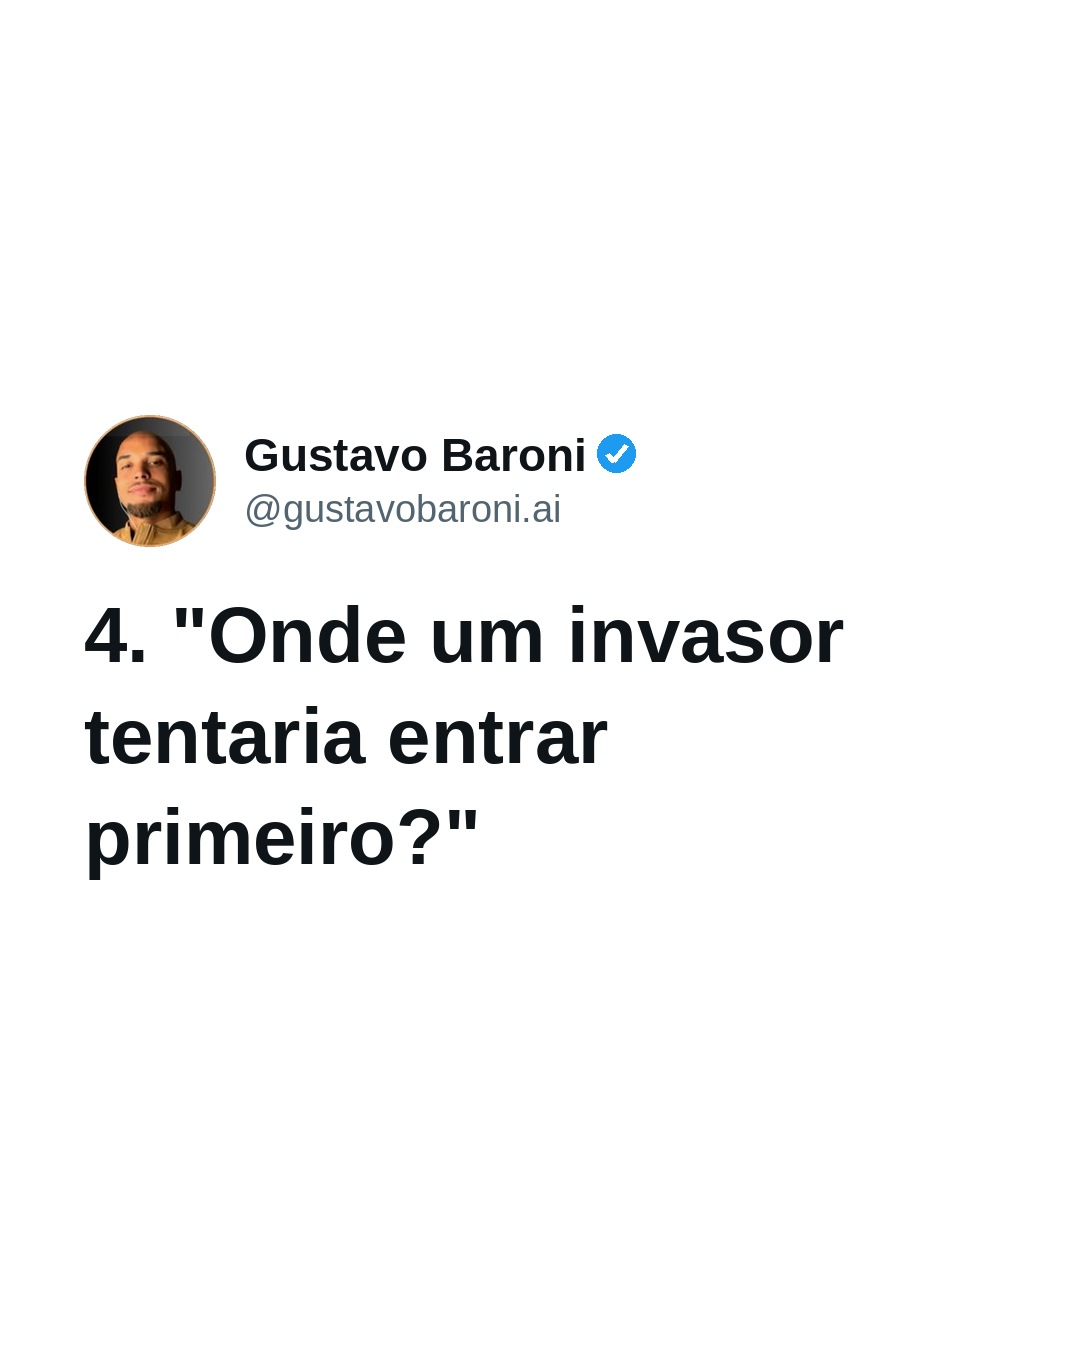 Gustavo Baroni
@gustavobaroni.ai
4. "Onde um invasor
tentaria entrar
primeiro?"